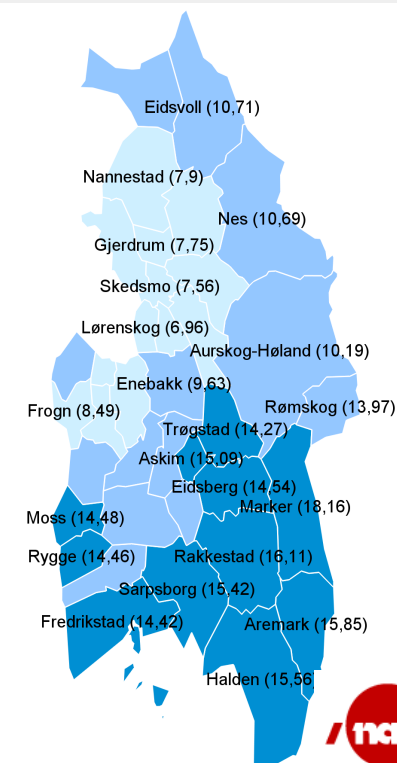 Eidsvoll (10,71)
Nannestad (7,9)
Nes (10,69)
Gjerdrum (7,75)
Skedsmo (7,56)
Lørenskog (6,96)
Aurskog-Høland (10,19)
Enebakk (9,63)
Frogn (8,49)
Rømskog (13,97)
Trøgstad (14,27)
Askim (15,09)
Eidsberg (14,54)
Marker (18,16)
Moss (14,48)
Rygge (14,46)
Rakkestad (16,11)
Sarpsborg (15,42)
Fredrikstad (14,42)
Aremark (15,85)
Halden (15,56)